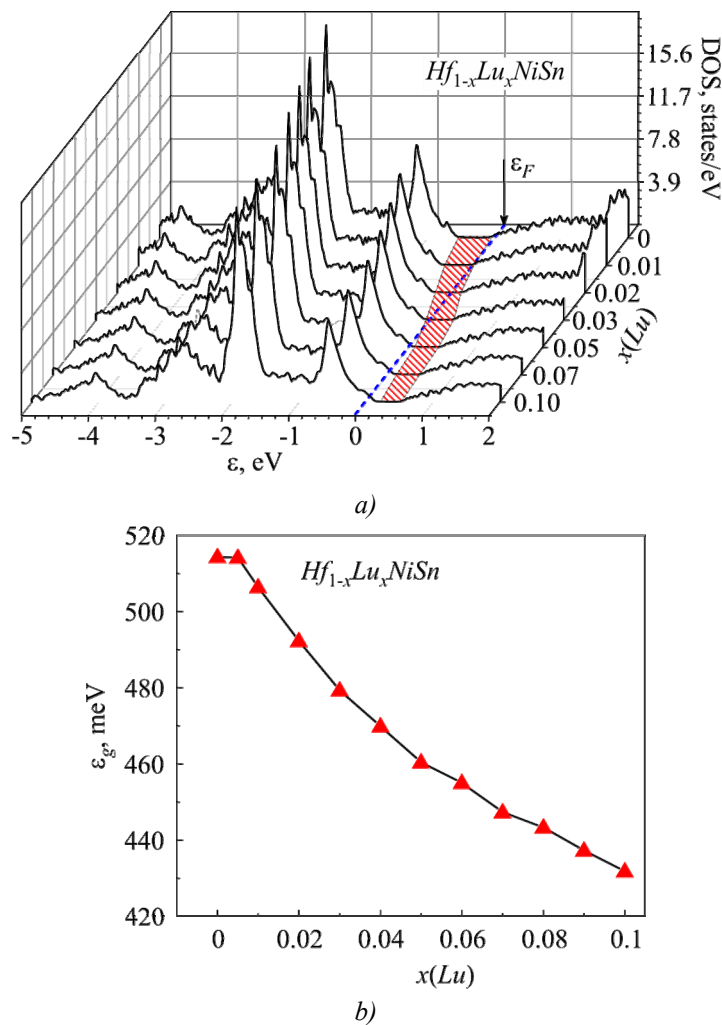 Hf1-xLuxNiSn
DOS, states/eV
15.6
11.7
7.8
3.9
εF
0
0.01
0.02
0.03
0.05
0.07
0.10
x(Lu)
-5 -4 -3 -2 -1 0 1 2
ε, eV
a)
520
500
480
460
440
420
εg, meV
Hf1-xLuxNiSn
0 0.02 0.04 0.06 0.08 0.1
x(Lu)
b)